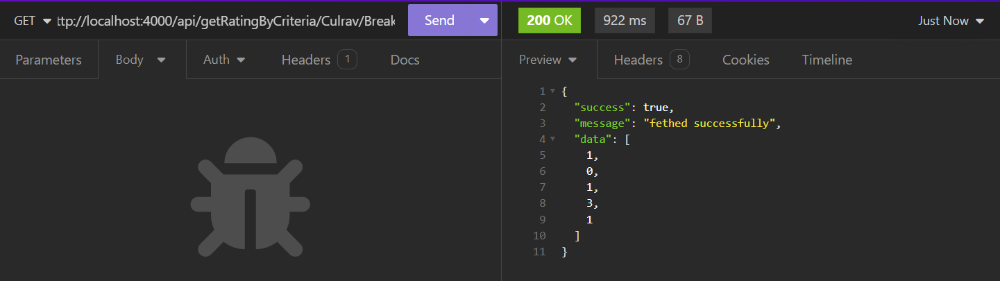 GET ttp://localhost:4000/api/getRatingByCriteria/Culrav/Break Send 200 OK 922 ms 67 B Just Now
Parameters Body Auth Headers 1 Docs Preview Headers 8 Cookies Timeline
1 {
2 "success": true,
3 "message": "fethed successfully",
4 "data": [
5 1,
6 0,
7 1,
8 3,
9 1
10 ]
11 }